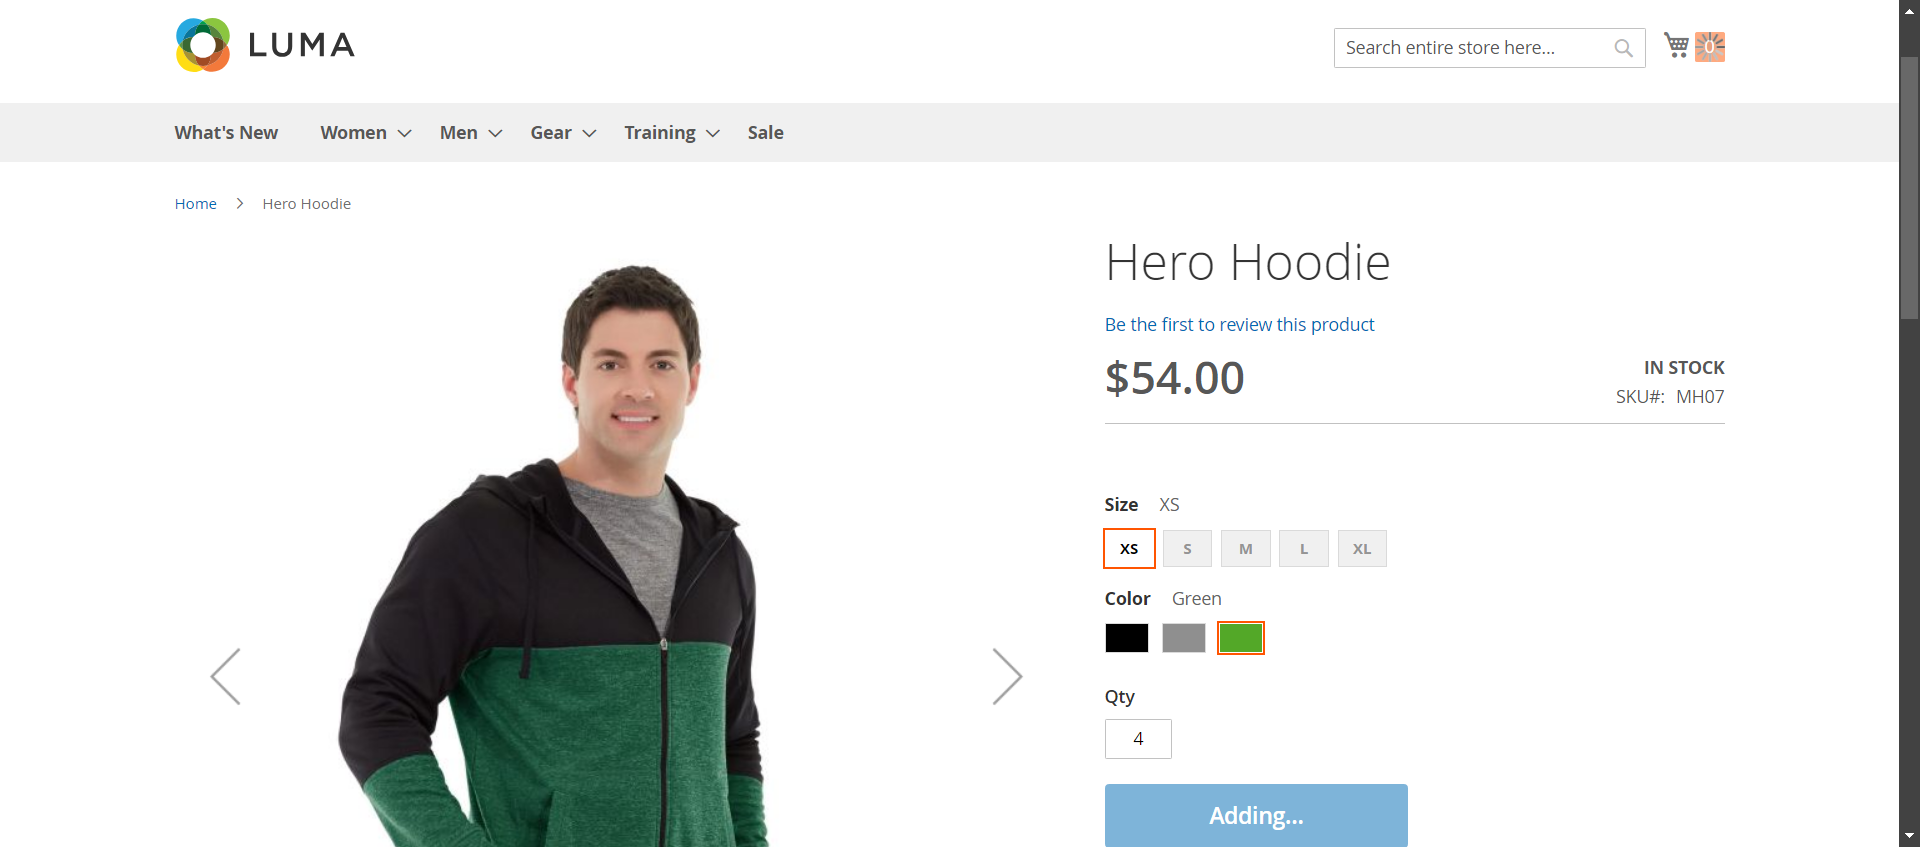 LUMA
Search entire store here...
0
What's New Women Men Gear Training Sale
Home Hero Hoodie
Hero Hoodie
Be the first to review this product
$54.00
IN STOCK
SKU#: MH07
Size XS
XS S M L XL
Color Green
Qty
4
Adding...